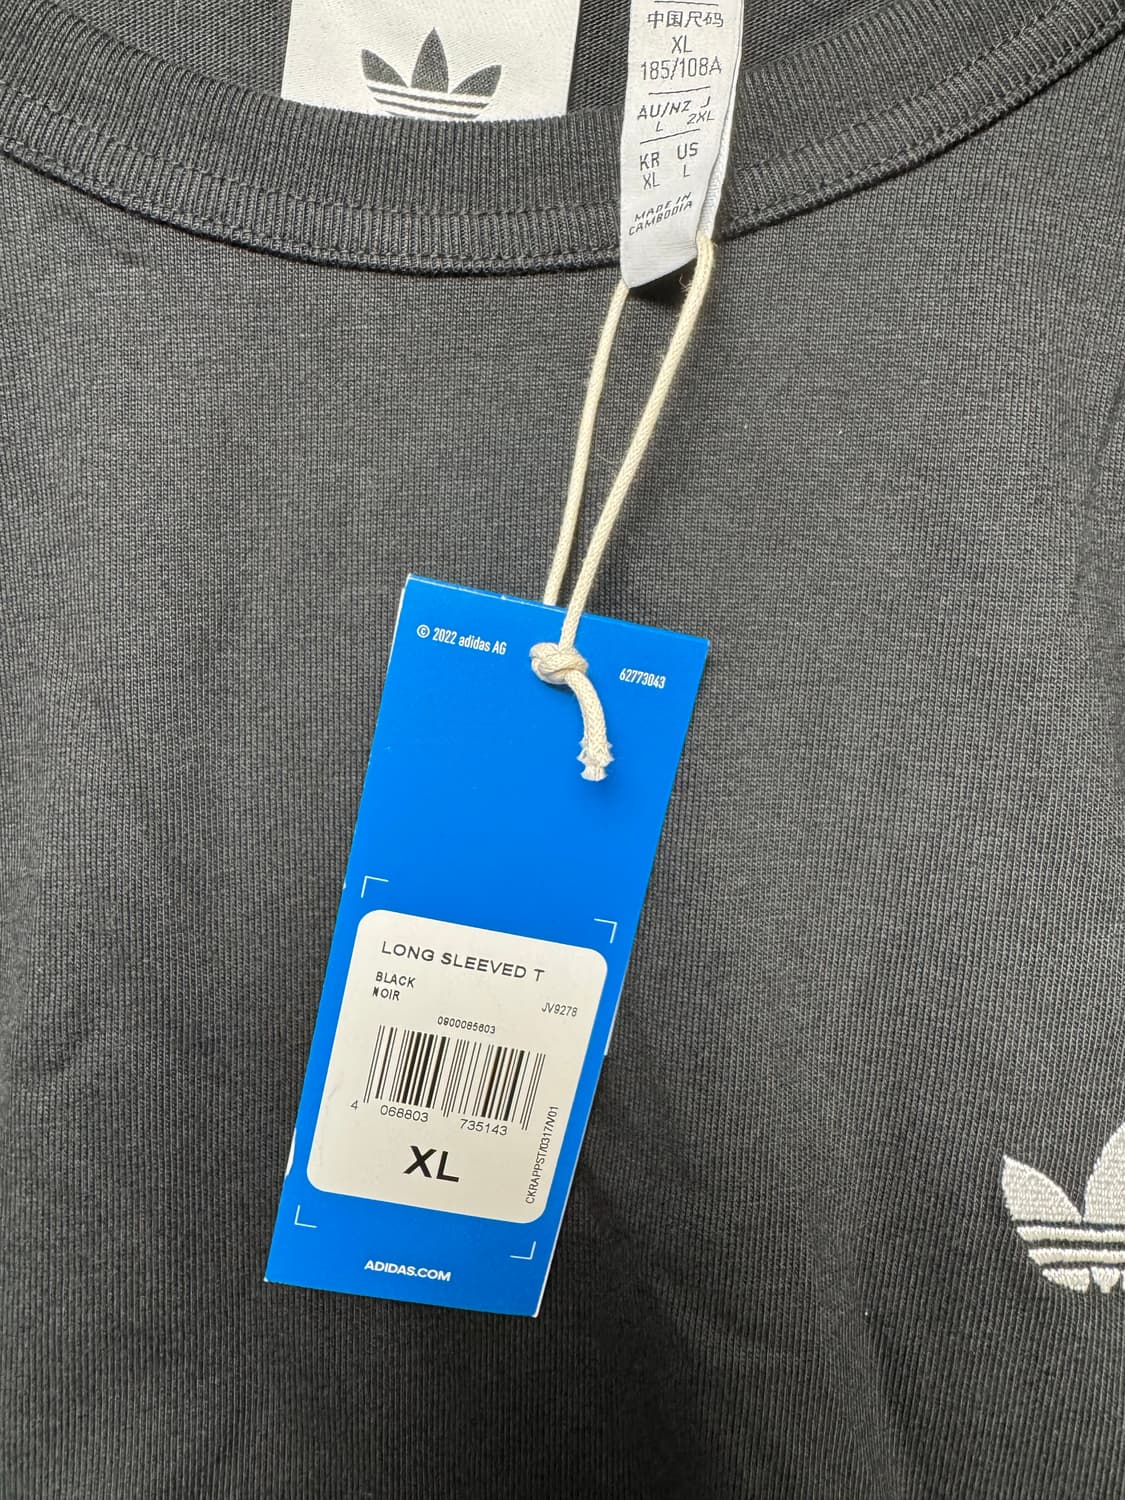 中国尺码
XL
185/108A
AU/NZ J
L 2XL
KR US
XL L
MADE IN
CAMBODIA
© 2022 adidas AG
62773043
LONG SLEEVED T
BLACK
NOIR
JV9278
0900085803
4 068803 735143
XL
CKRAPPST/0317/V01
ADIDAS.COM